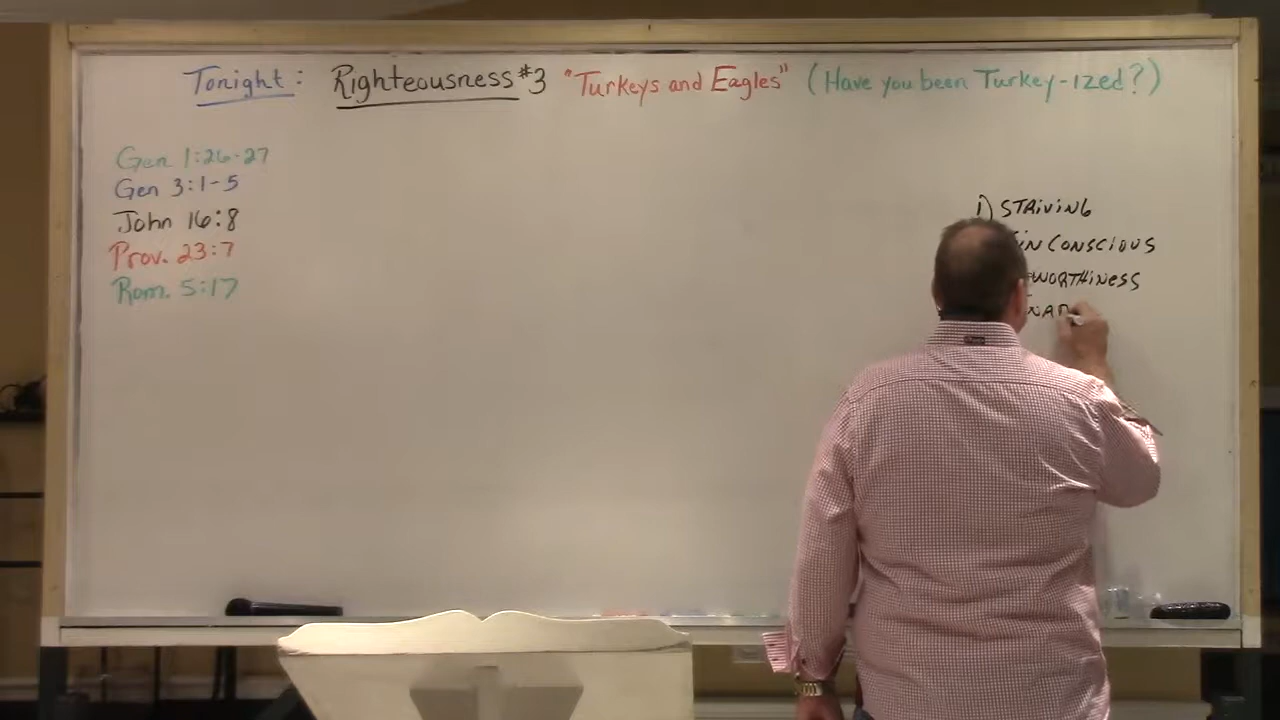 Tonight: Righteousness #3 "Turkeys and Eagles" (Have you been Turkey-ized?)
Gen 1:26-27
Gen 3:1-5
John 16:8
Prov. 23:7
Rom. 5:17
1) STRIVING
SIN CONSCIOUS
WORTHINESS